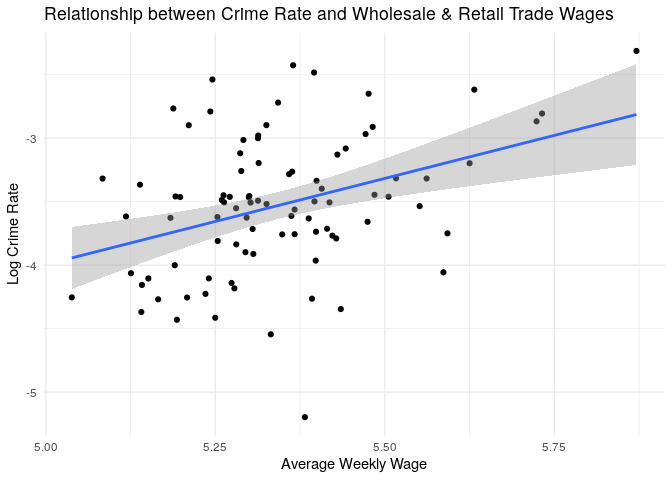 Relationship between Crime Rate and Wholesale & Retail Trade Wages
Log Crime Rate
-3
-4
-5
5.00 5.25 5.50 5.75
Average Weekly Wage